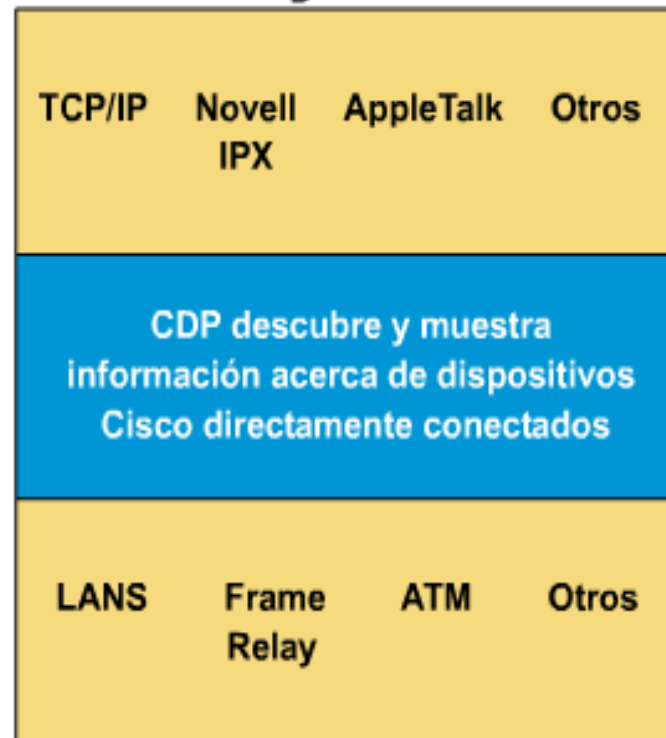 TCP/IP Novell AppleTalk Otros
IPX
CDP descubre y muestra
información acerca de dispositivos
Cisco directamente conectados
LANS Frame ATM Otros
Relay